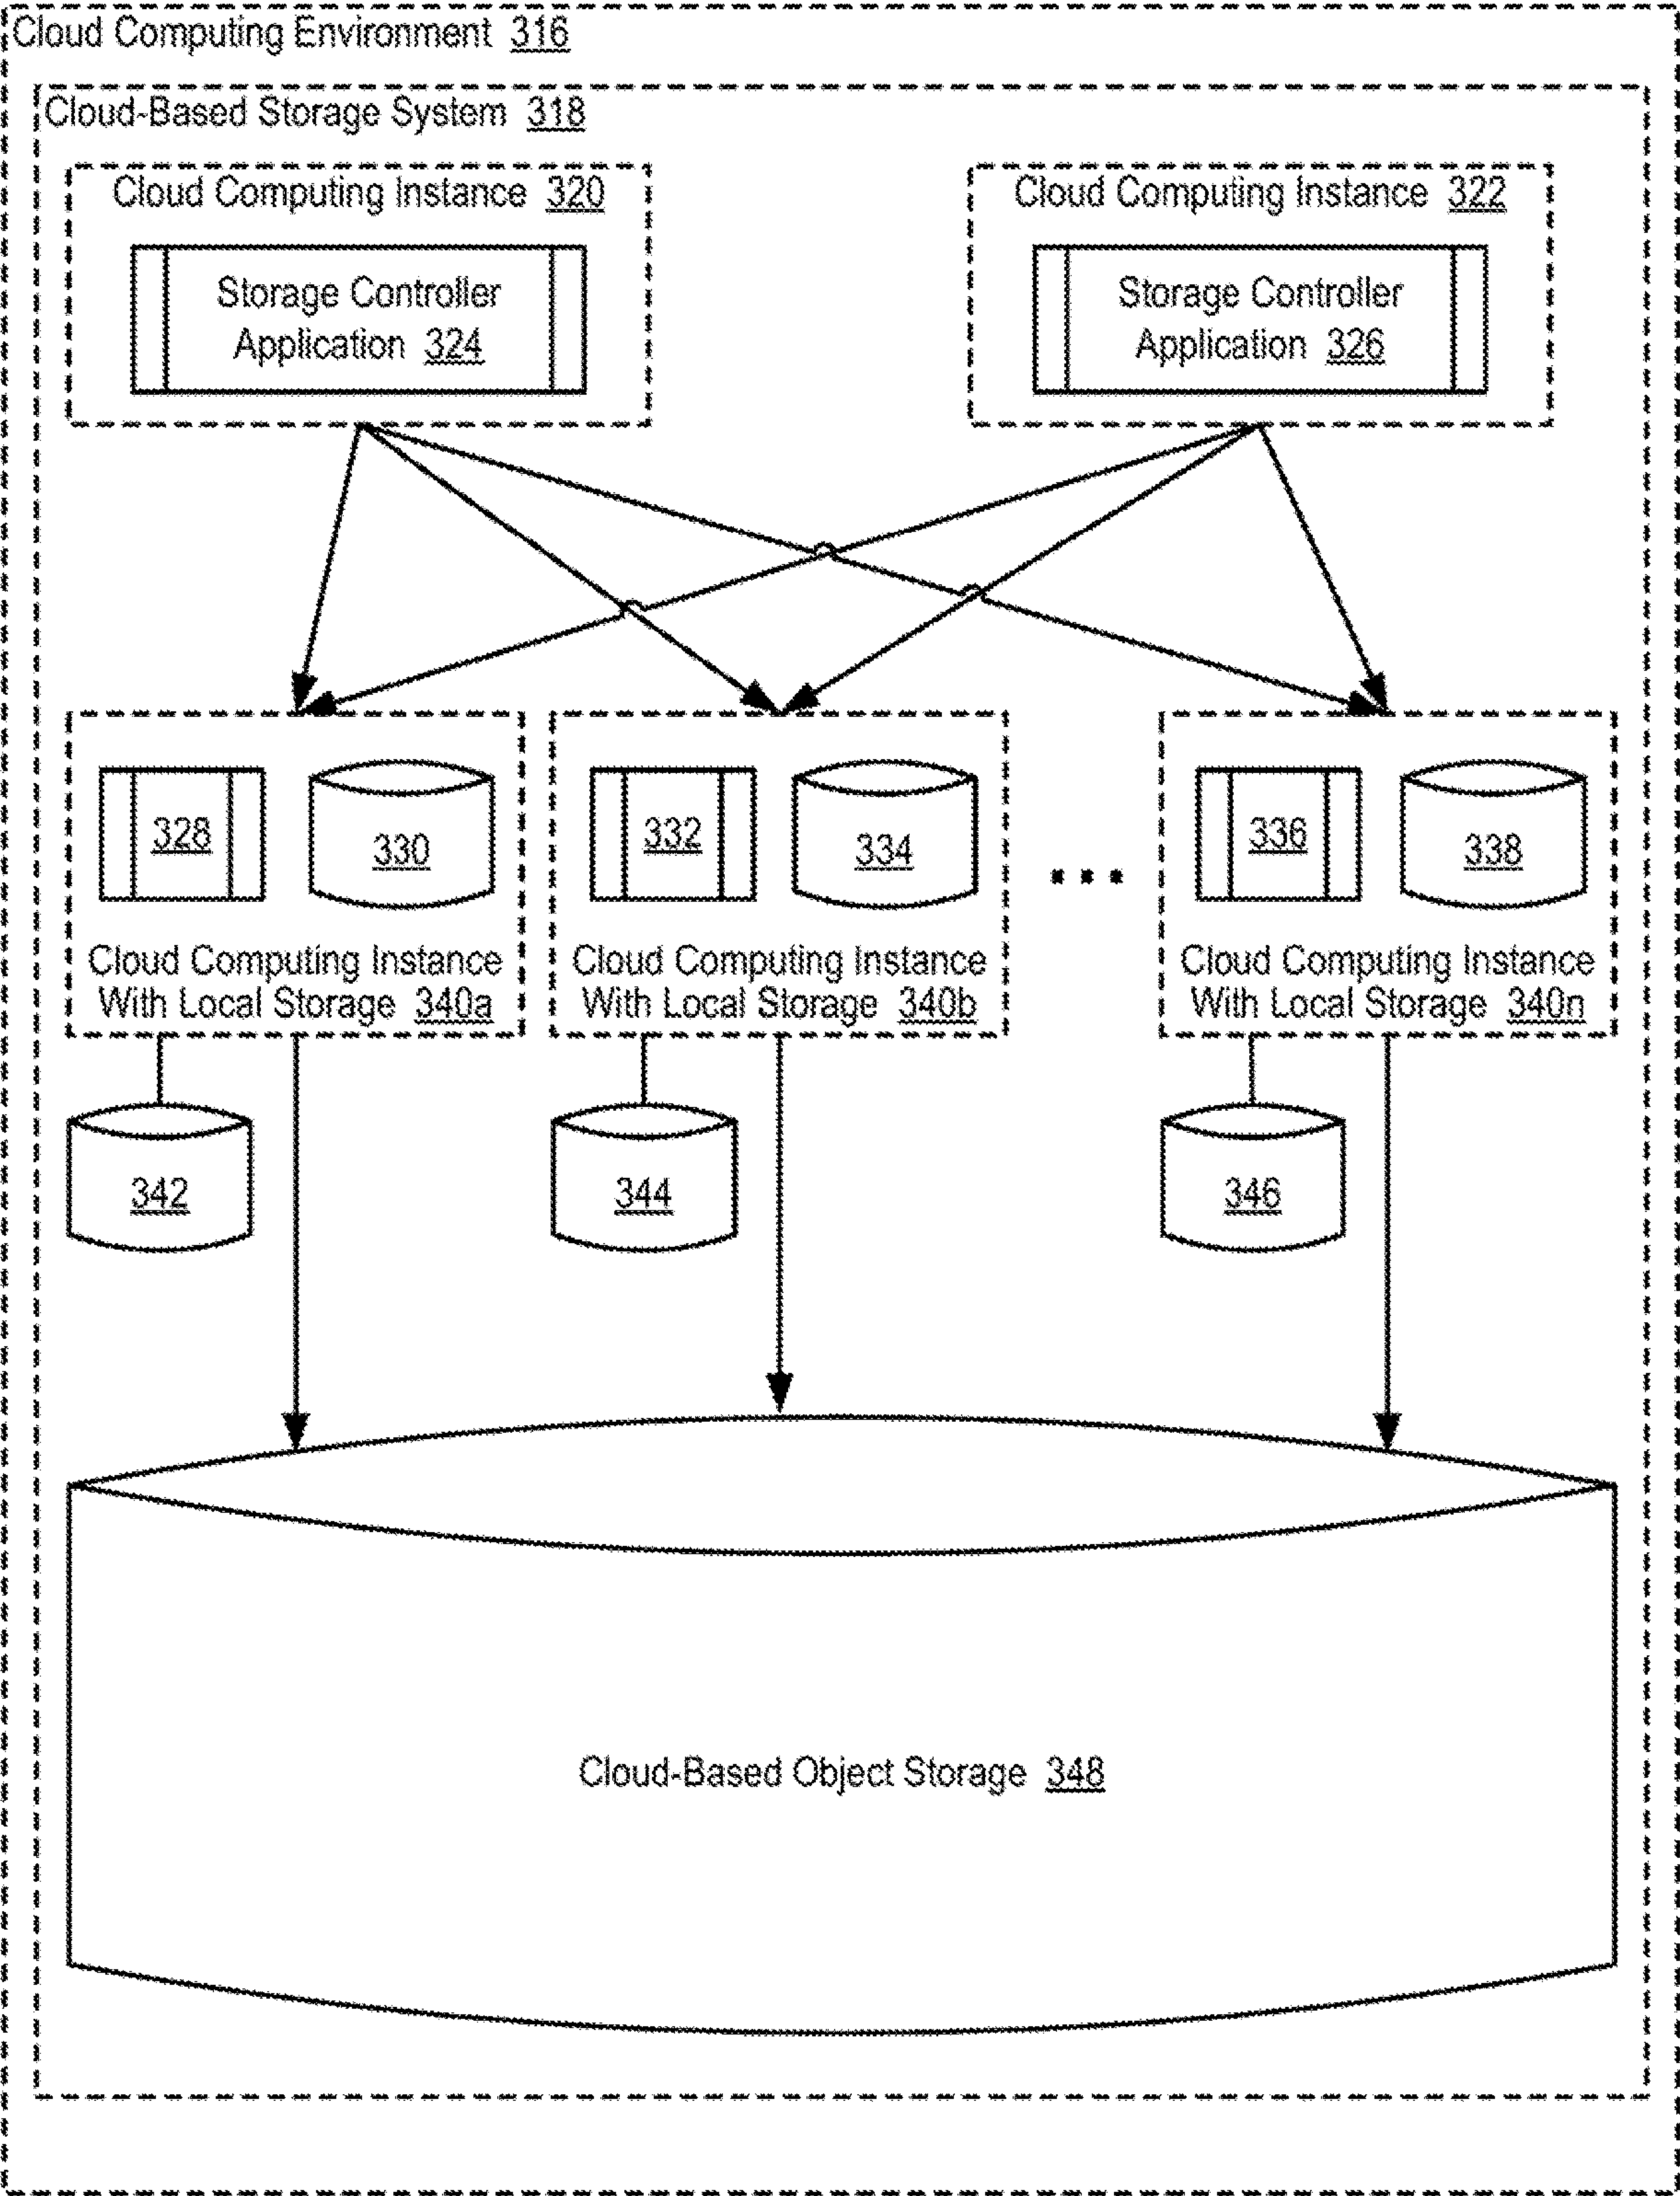 Cloud Computing Environment 316
Cloud-Based Storage System 318
Cloud Computing Instance 320
Storage Controller
Application 324
Cloud Computing Instance 322
Storage Controller
Application 326
328
330
Cloud Computing Instance
With Local Storage 340a
332
334
Cloud Computing Instance
With Local Storage 340b
...
336
338
Cloud Computing Instance
With Local Storage 340n
342
344
346
Cloud-Based Object Storage 348